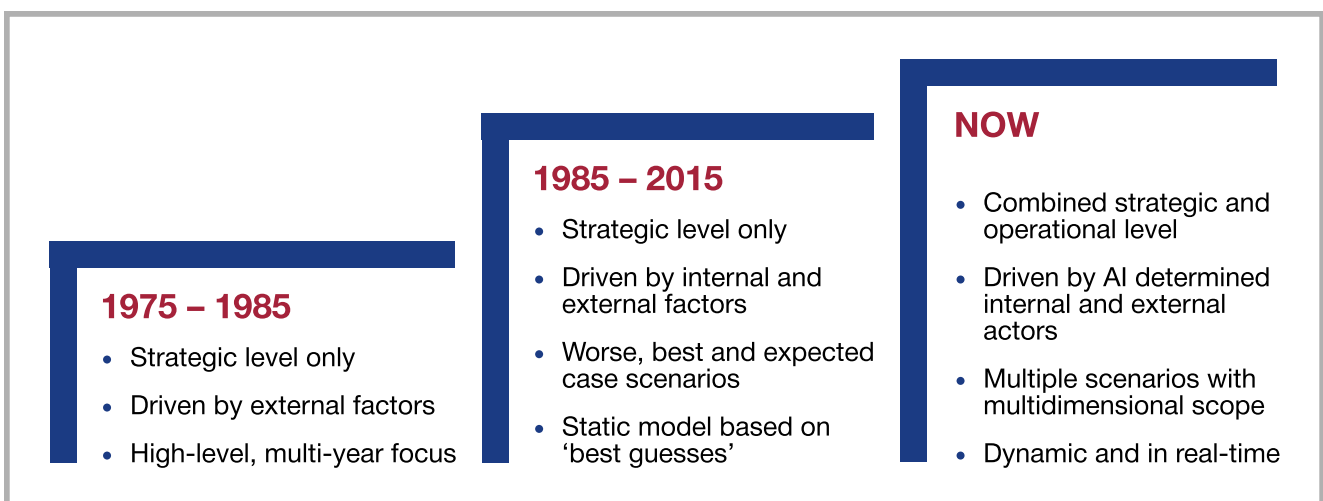 1975 – 1985
• Strategic level only
• Driven by external factors
• High-level, multi-year focus
1985 – 2015
• Strategic level only
• Driven by internal and
external factors
• Worse, best and expected
case scenarios
• Static model based on
‘best guesses’
NOW
• Combined strategic and
operational level
• Driven by AI determined
internal and external
actors
• Multiple scenarios with
multidimensional scope
• Dynamic and in real-time